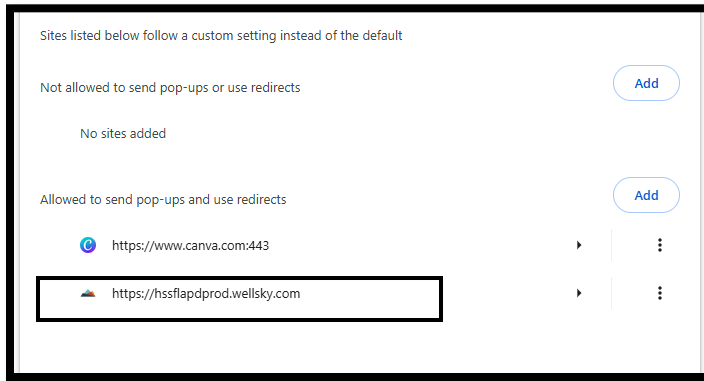 Sites listed below follow a custom setting instead of the default
Not allowed to send pop-ups or use redirects
Add
No sites added
Allowed to send pop-ups and use redirects
Add
https://www.canva.com:443
https://hssflapdprod.wellsky.com